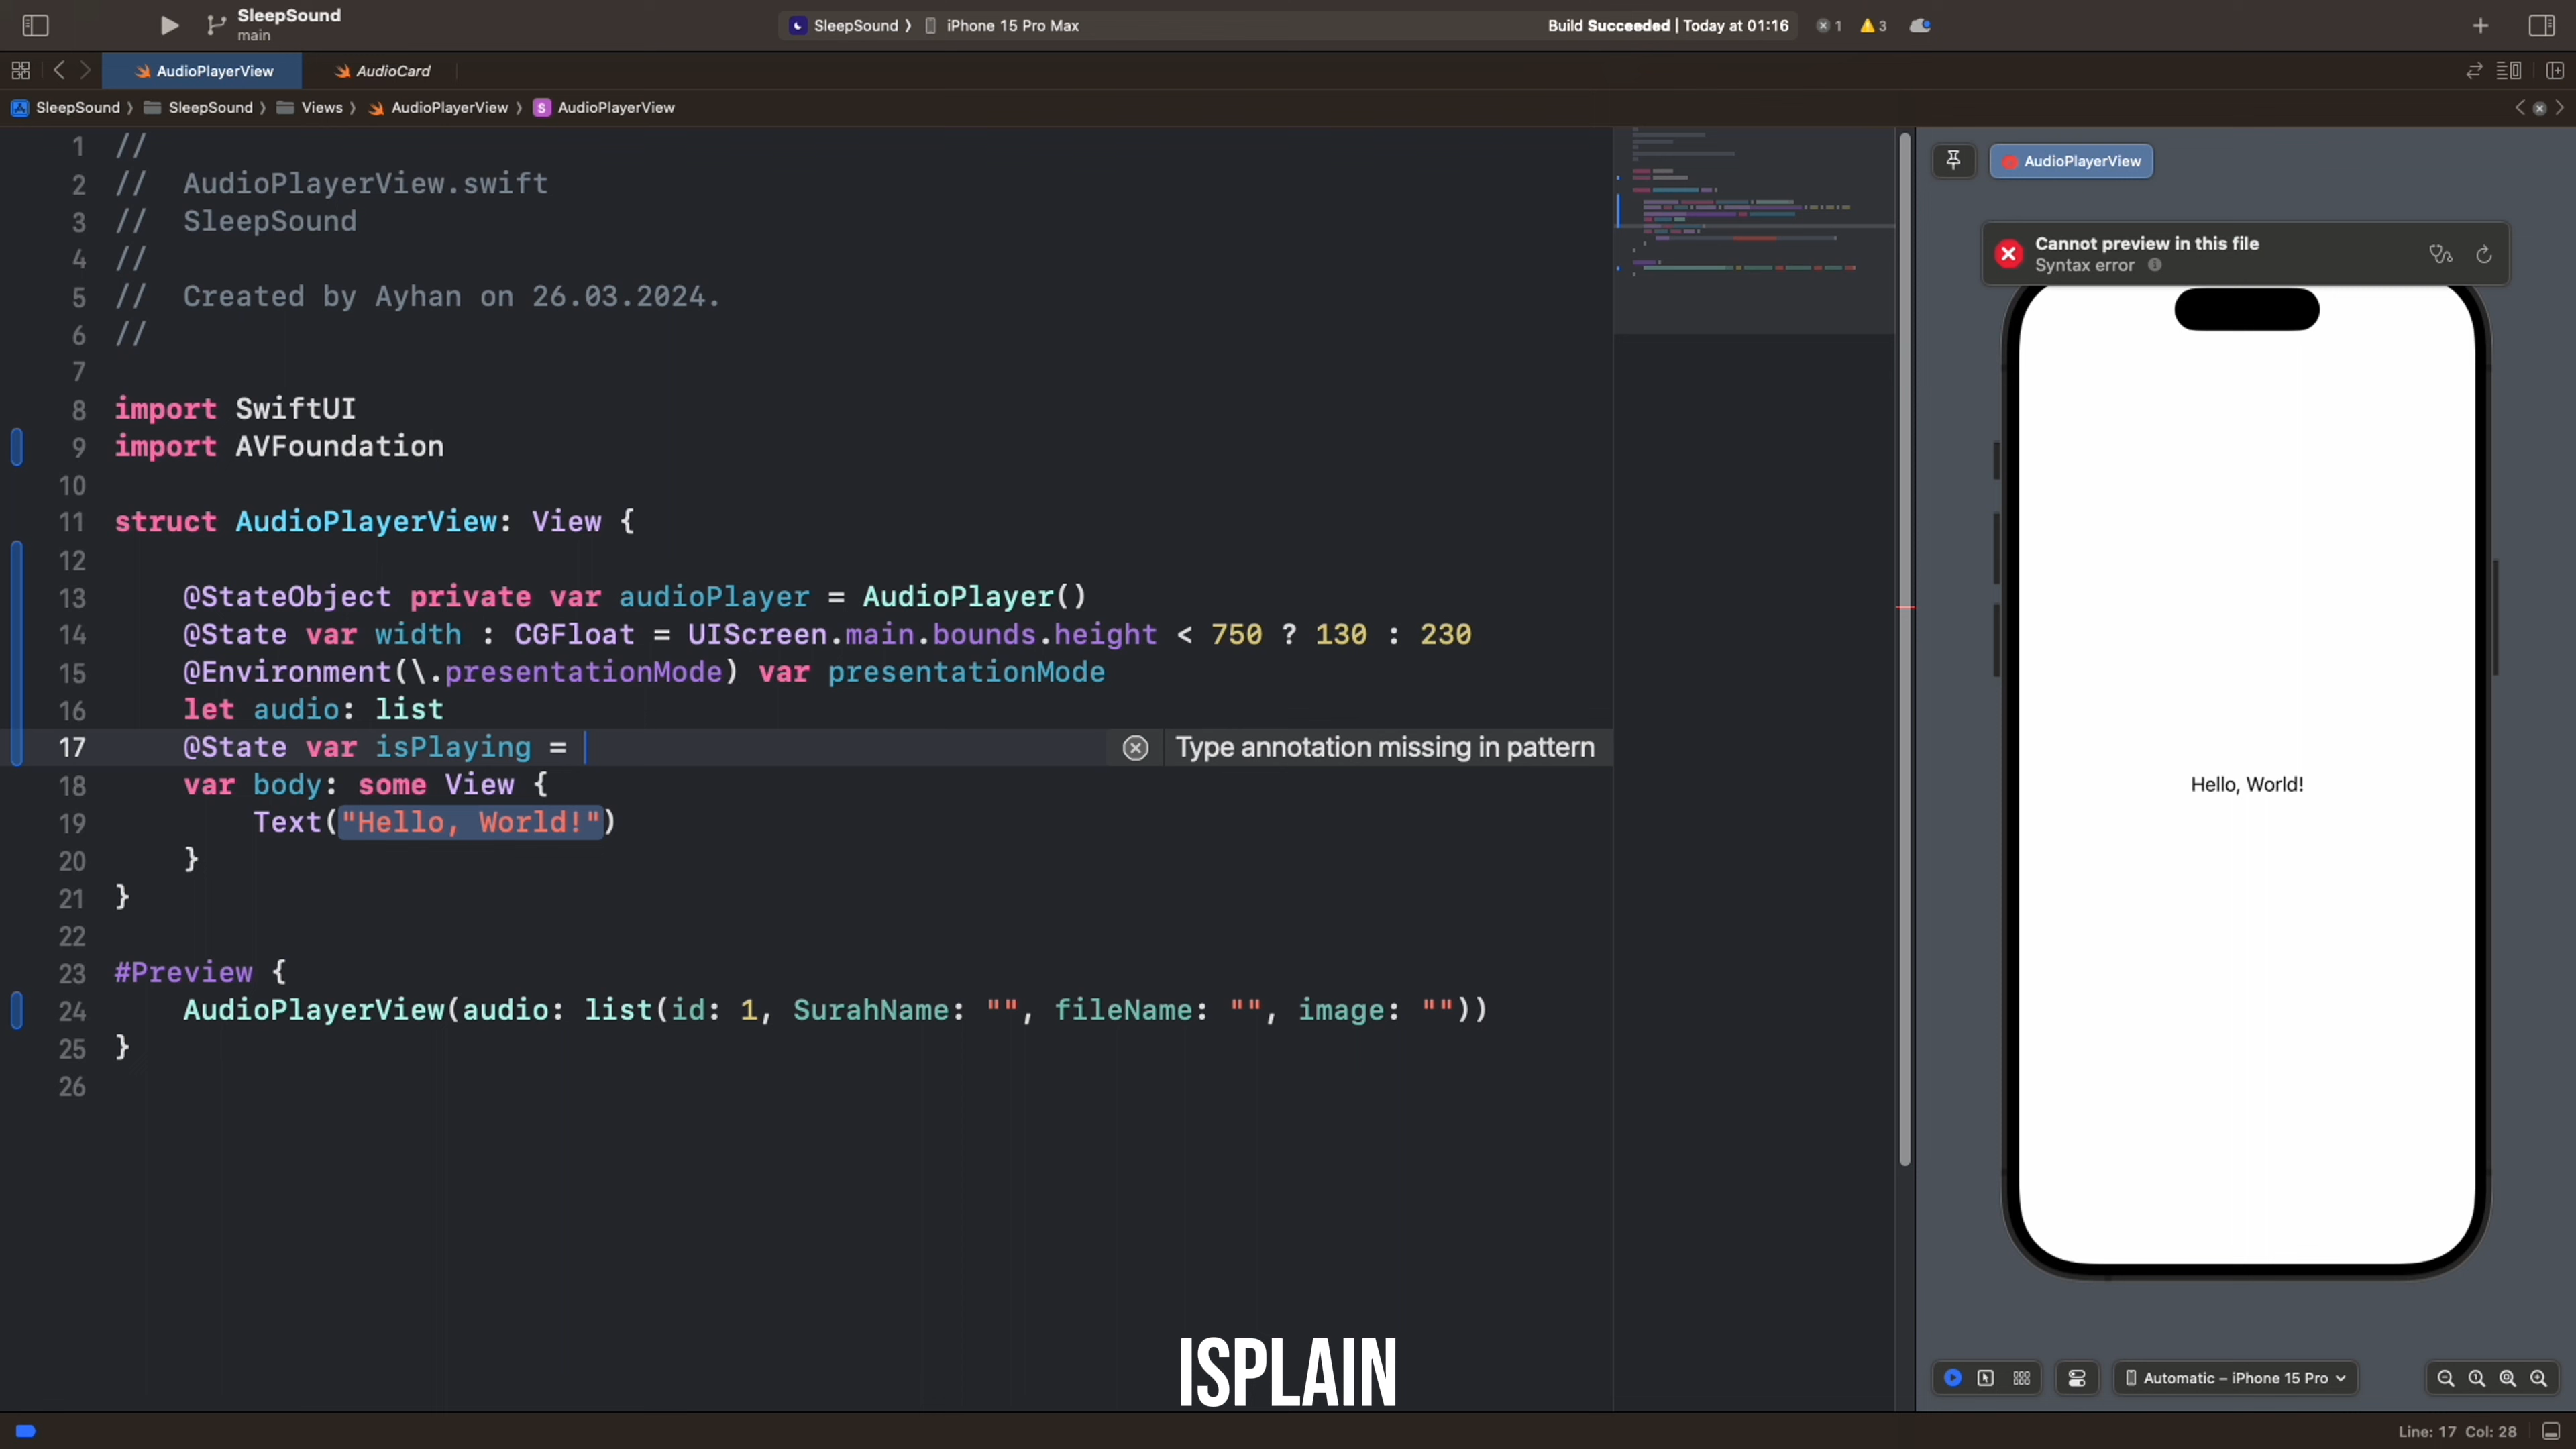 SleepSound
main
SleepSound 〉 iPhone 15 Pro Max
Build Succeeded | Today at 01:16
1
3
AudioPlayerView
AudioCard
SleepSound 〉 SleepSound 〉 Views 〉 AudioPlayerView 〉 S AudioPlayerView
1 //
2 //  AudioPlayerView.swift
3 //  SleepSound
4 //
5 //  Created by Ayhan on 26.03.2024.
6 //
7
8 import SwiftUI
9 import AVFoundation
10
11 struct AudioPlayerView: View {
12
13     @StateObject private var audioPlayer = AudioPlayer()
14     @State var width : CGFloat = UIScreen.main.bounds.height < 750 ? 130 : 230
15     @Environment(\.presentationMode) var presentationMode
16     let audio: list
17     @State var isPlaying =
Type annotation missing in pattern
18     var body: some View {
19         Text("Hello, World!")
20     }
21 }
22
23 #Preview {
24     AudioPlayerView(audio: list(id: 1, SurahName: "", fileName: "", image: ""))
25 }
26
AudioPlayerView
Cannot preview in this file
Syntax error
Hello, World!
ISPLAIN
Automatic – iPhone 15 Pro
Line: 17 Col: 28